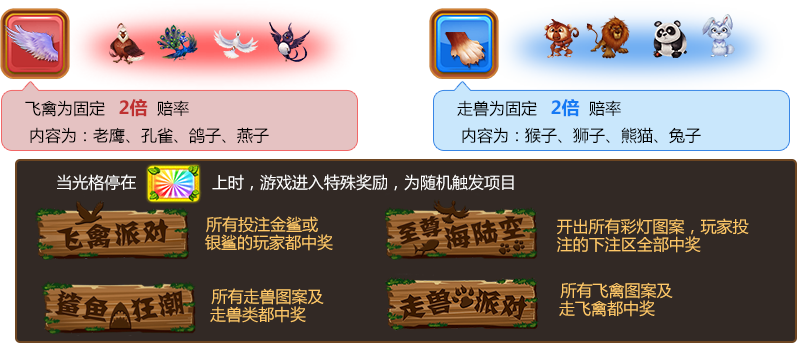 飞禽为固定 2倍 赔率
内容为：老鹰、孔雀、鸽子、燕子
走兽为固定 2倍 赔率
内容为：猴子、狮子、熊猫、兔子
当光格停在 上时，游戏进入特殊奖励，为随机触发项目
飞禽派对
所有投注金鲨或
银鲨的玩家都中奖
至尊海陆空
开出所有彩灯图案，玩家投
注的下注区全部中奖
鲨鱼狂潮
所有走兽图案及
走兽类都中奖
走兽派对
所有飞禽图案及
走飞禽都中奖